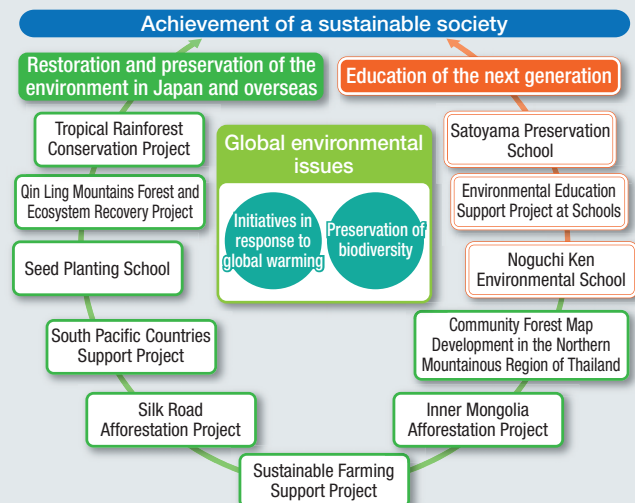 Achievement of a sustainable society
Restoration and preservation of the
environment in Japan and overseas
Education of the next generation
Tropical Rainforest
Conservation Project
Qin Ling Mountains Forest and
Ecosystem Recovery Project
Seed Planting School
South Pacific Countries
Support Project
Silk Road
Afforestation Project
Sustainable Farming
Support Project
Global environmental
issues
Initiatives in
response to
global warming
Preservation of
biodiversity
Satoyama Preservation
School
Environmental Education
Support Project at Schools
Noguchi Ken
Environmental School
Community Forest Map
Development in the Northern
Mountainous Region of Thailand
Inner Mongolia
Afforestation Project